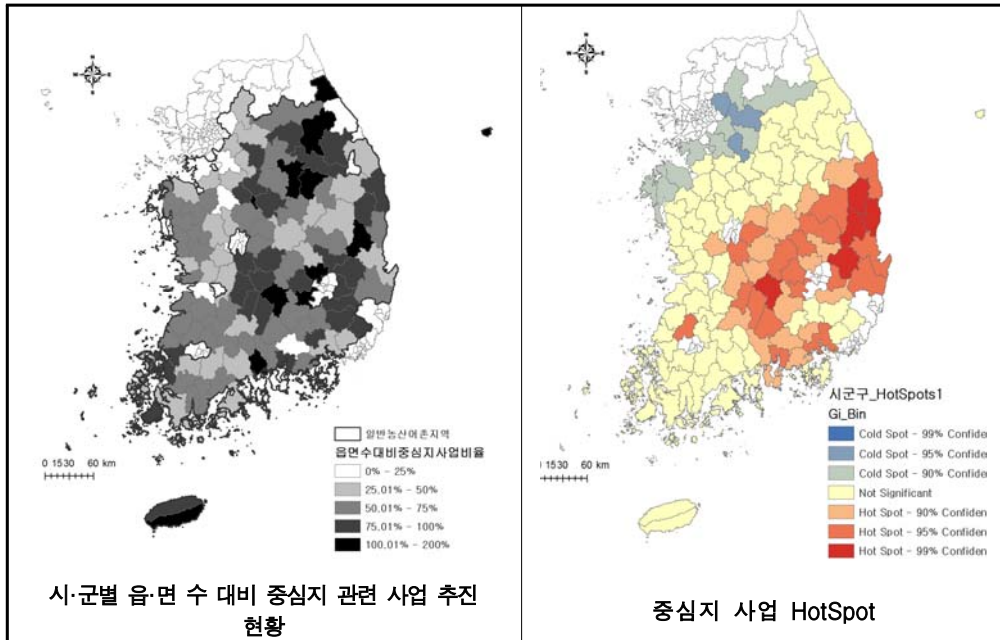 N
W E
S
일반농산어촌지역
읍면수대비중심지사업비율
0% - 25%
25.01% - 50%
50.01% - 75%
75.01% - 100%
100.01% - 200%
0 1530 60 km
시·군별 읍·면 수 대비 중심지 관련 사업 추진
현황
N
W E
S
시군구_HotSpots1
Gi_Bin
Cold Spot - 99% Confiden
Cold Spot - 95% Confiden
Cold Spot - 90% Confiden
Not Significant
Hot Spot - 90% Confiden
Hot Spot - 95% Confiden
Hot Spot - 99% Confiden
0 1530 60 km
중심지 사업 HotSpot